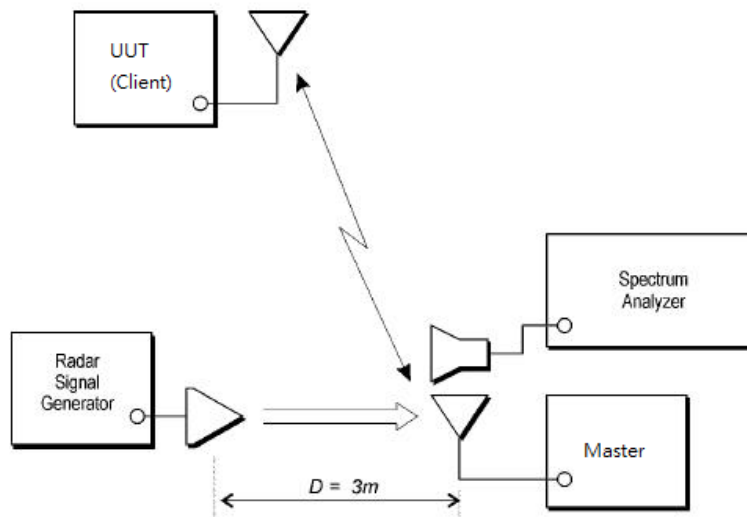 UUT
(Client)
Spectrum
Analyzer
Radar
Signal
Generator
Master
D = 3m